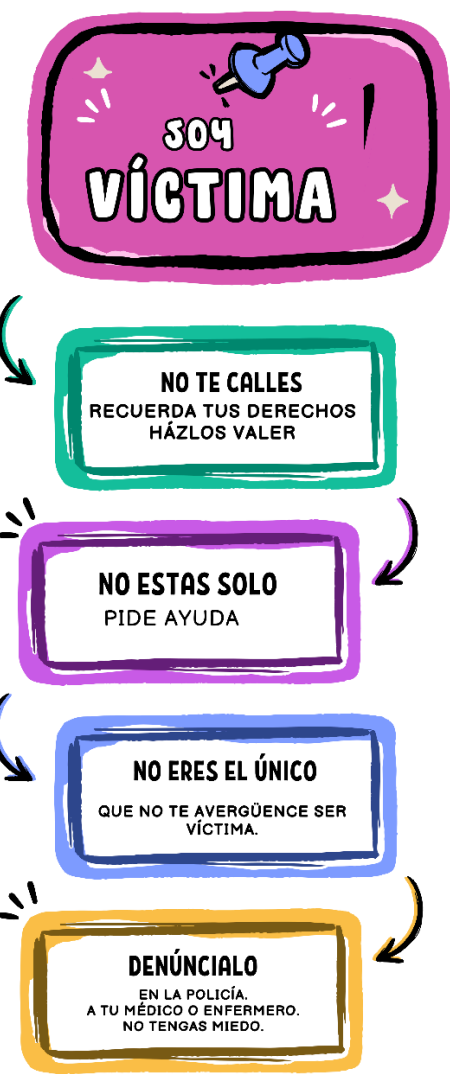 SOY
VÍCTIMA
NO TE CALLES
RECUERDA TUS DERECHOS
HÁZLOS VALER
NO ESTAS SOLO
PIDE AYUDA
NO ERES EL ÚNICO
QUE NO TE AVERGÜENCE SER
VÍCTIMA.
DENÚNCIALO
EN LA POLICÍA.
A TU MÉDICO O ENFERMERO.
NO TENGAS MIEDO.